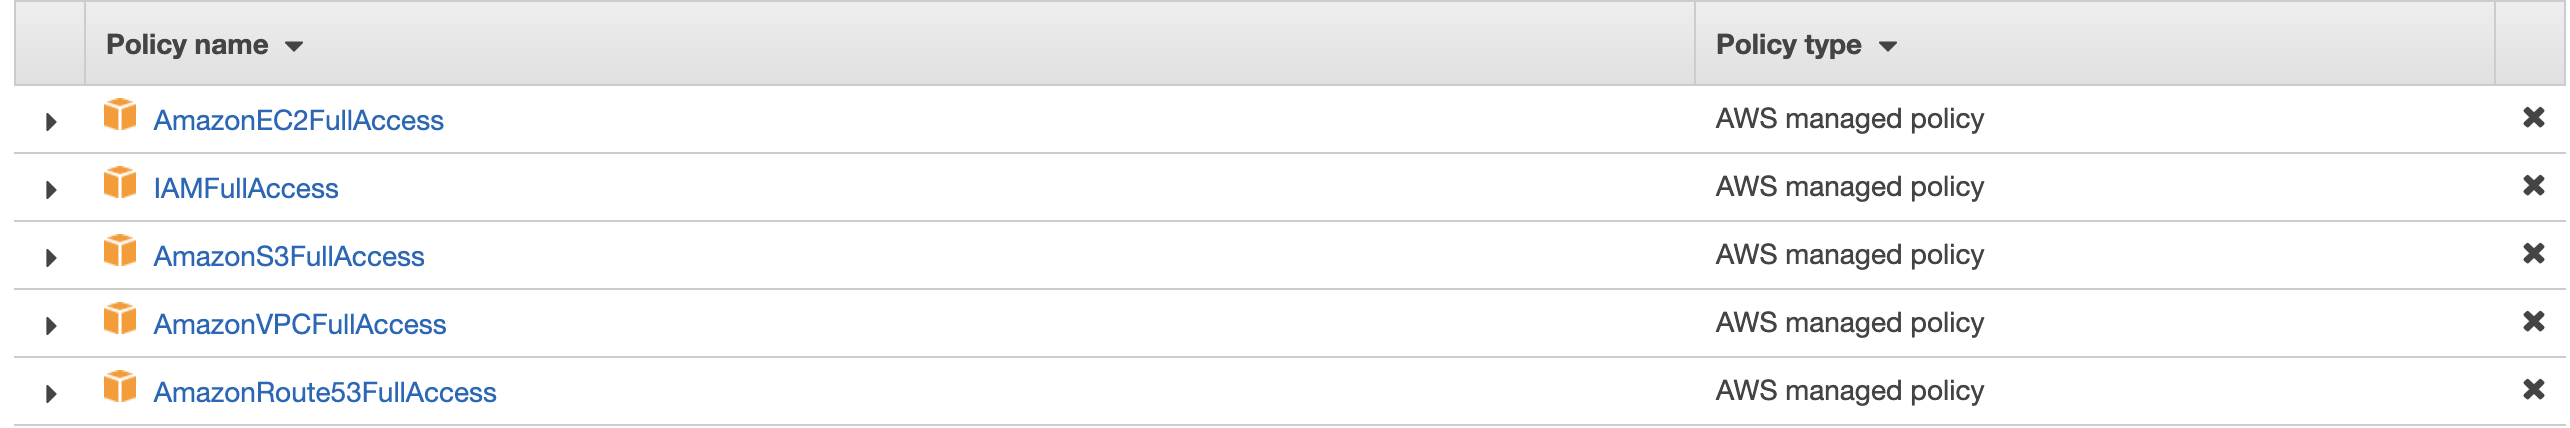 Policy name Policy type
AmazonEC2FullAccess AWS managed policy
IAMFullAccess AWS managed policy
AmazonS3FullAccess AWS managed policy
AmazonVPCFullAccess AWS managed policy
AmazonRoute53FullAccess AWS managed policy